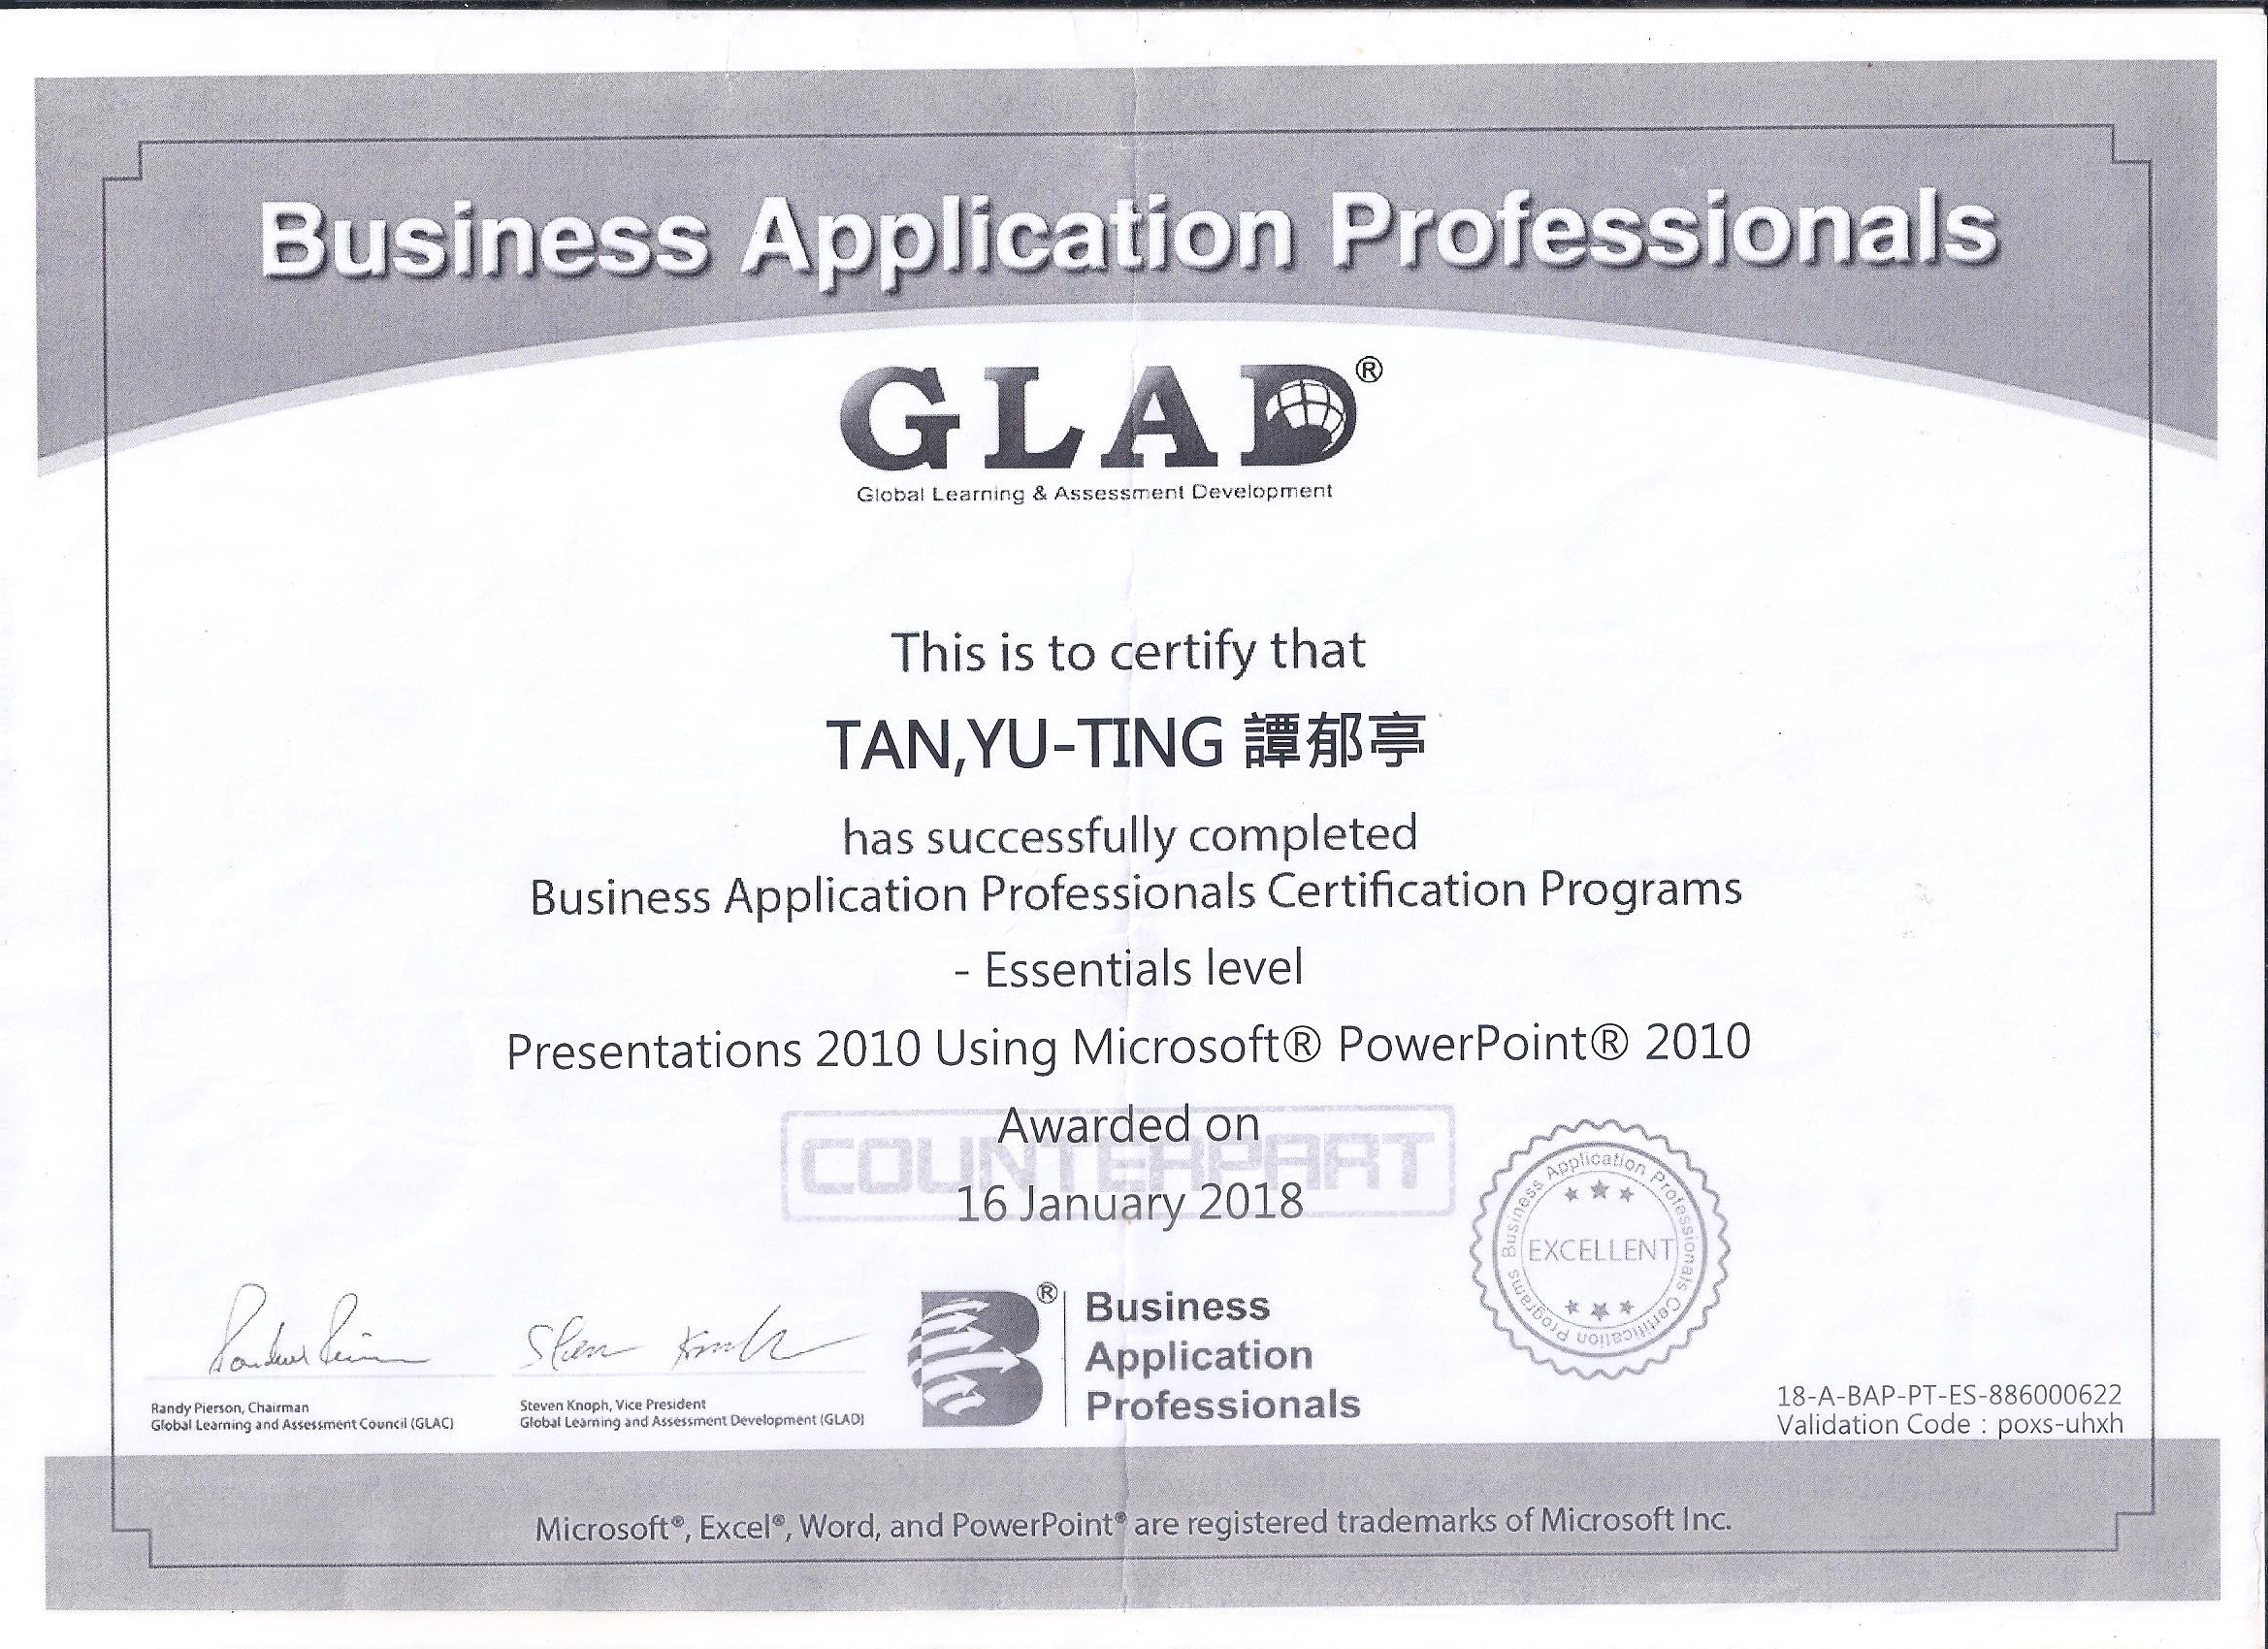 Business Application Professionals
GLAD®
Global Learning & Assessment Development
This is to certify that
TAN,YU-TING 譚郁亭
has successfully completed
Business Application Professionals Certification Programs
- Essentials level
Presentations 2010 Using Microsoft® PowerPoint® 2010
Awarded on
COUNTERPART
16 January 2018
Business Application Professionals Certification Programs
EXCELLENT
Randy Pierson, Chairman
Global Learning and Assessment Council (GLAC)
Steven Knoph, Vice President
Global Learning and Assessment Development (GLAD)
B®
Business
Application
Professionals
18-A-BAP-PT-ES-886000622
Validation Code : poxs-uhxh
Microsoft®, Excel®, Word, and PowerPoint® are registered trademarks of Microsoft Inc.